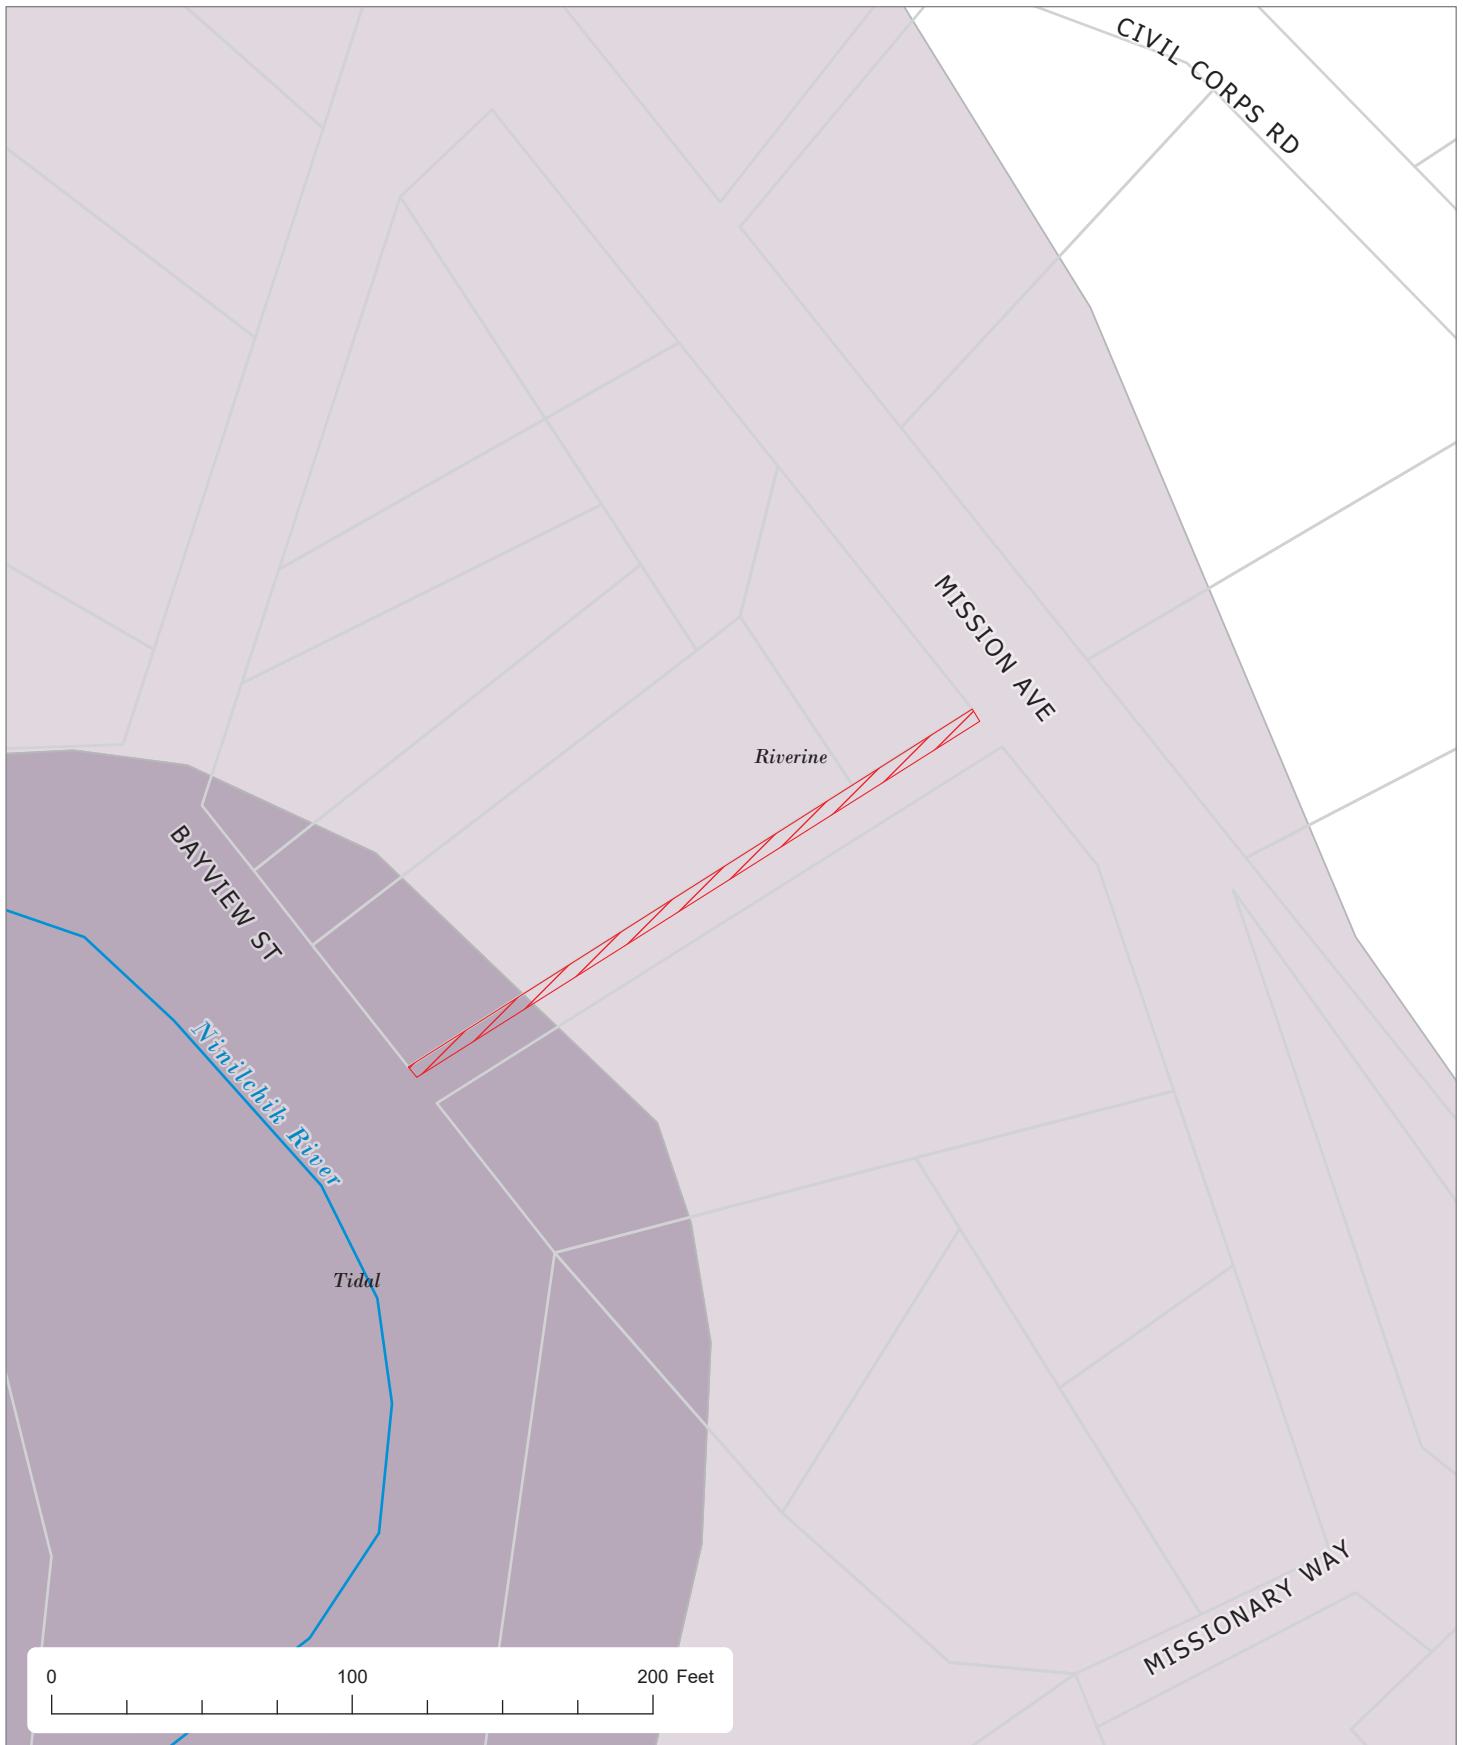 CIVIL CORPS RD
MISSION AVE
Riverine
BAYVIEW ST
Ninilchik River
Tidal
MISSIONARY WAY
0 100 200 Feet